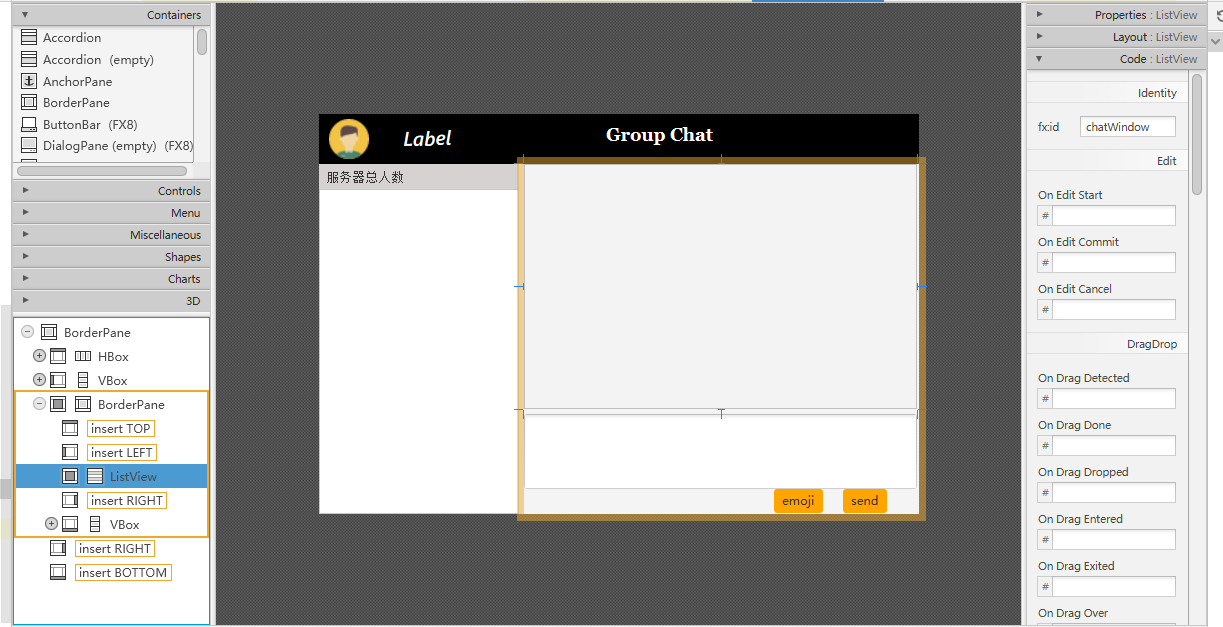 Containers
Accordion
Accordion (empty)
AnchorPane
BorderPane
ButtonBar (FX8)
DialogPane (empty) (FX8)
Controls
Menu
Miscellaneous
Shapes
Charts
3D
BorderPane
HBox
VBox
BorderPane
insert TOP
insert LEFT
ListView
insert RIGHT
VBox
insert RIGHT
insert BOTTOM
Label
Group Chat
服务器总人数
emoji
send
Properties : ListView
Layout : ListView
Code : ListView
Identity
fx:id
chatWindow
Edit
On Edit Start
#
On Edit Commit
#
On Edit Cancel
#
DragDrop
On Drag Detected
#
On Drag Done
#
On Drag Dropped
#
On Drag Entered
#
On Drag Exited
#
On Drag Over